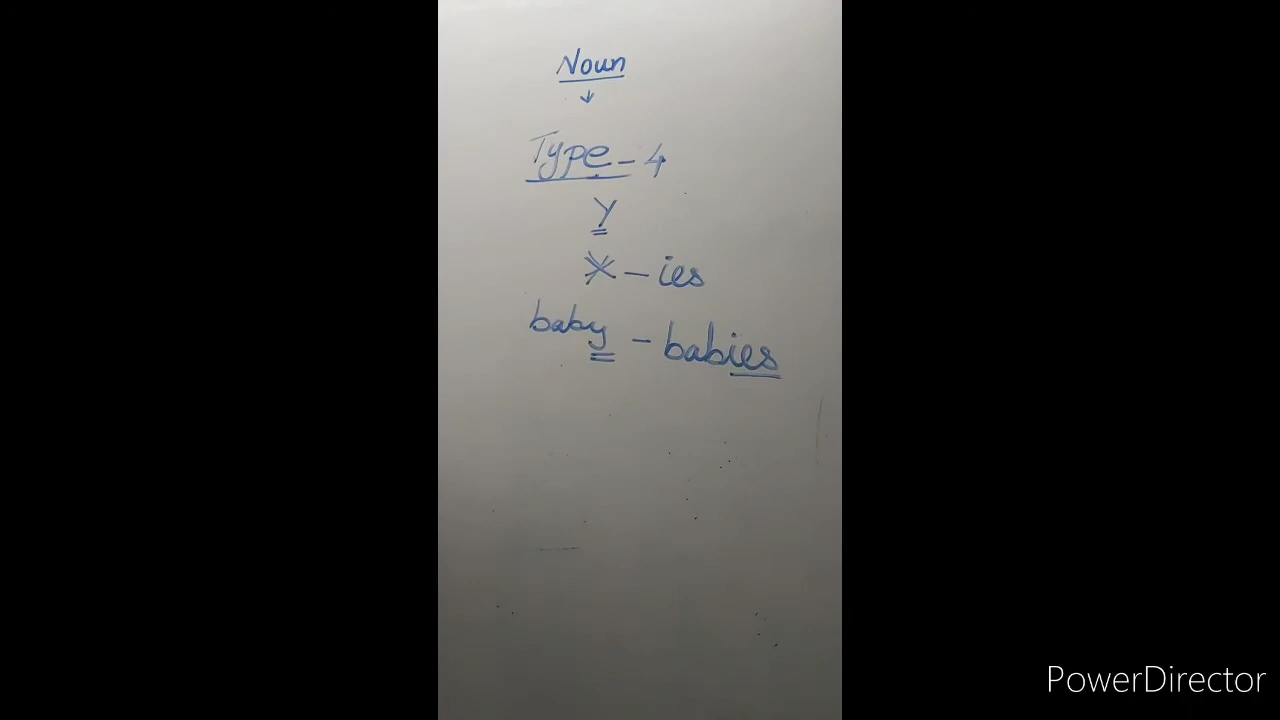 Noun
↓
Type - 4
y
y - ies
baby - babies
PowerDirector